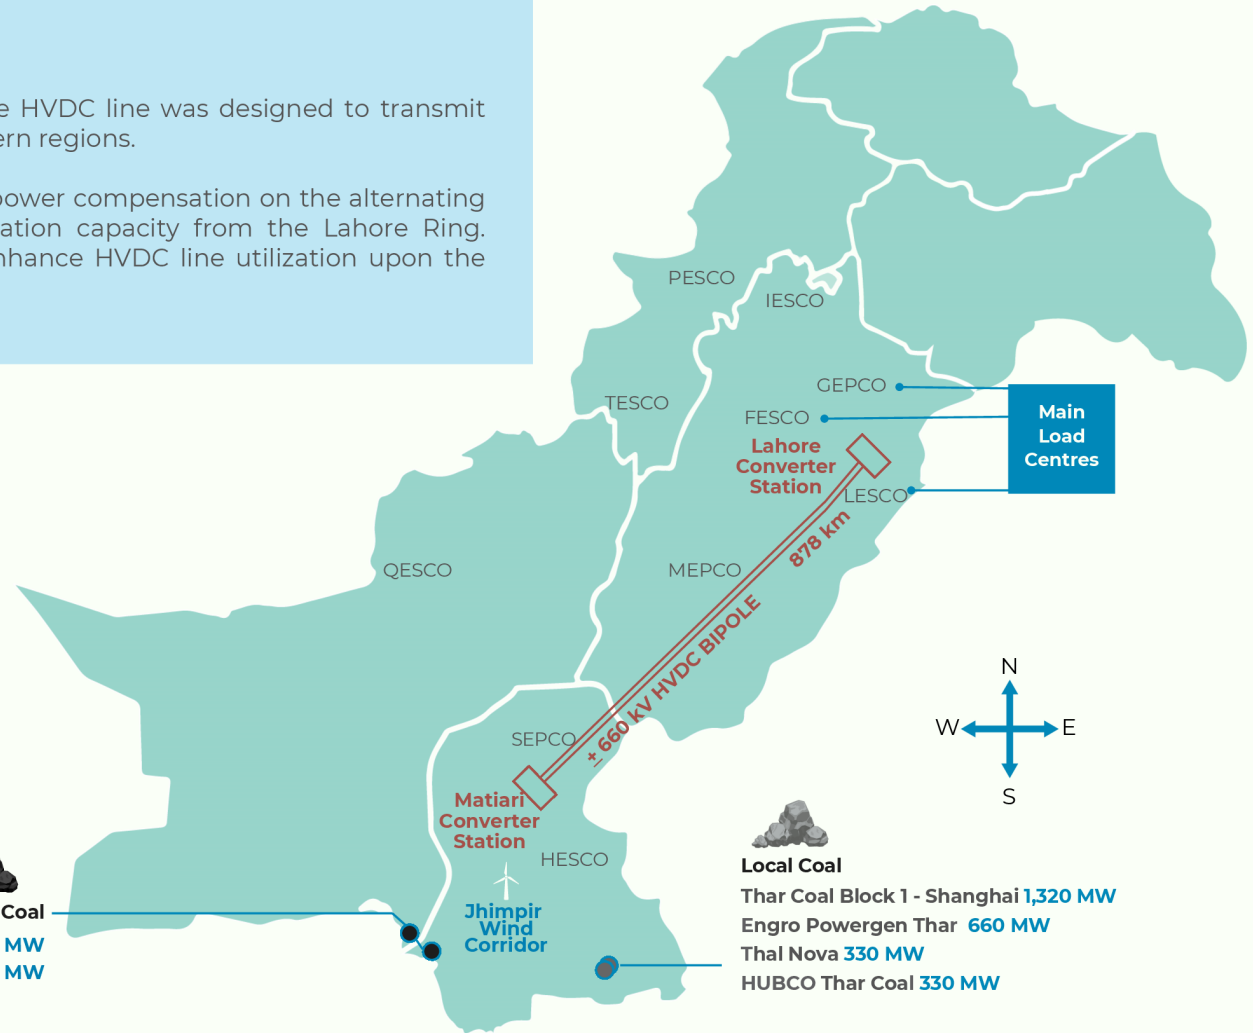 e HVDC line was designed to transmit
ern regions.
power compensation on the alternating
ation capacity from the Lahore Ring.
nhance HVDC line utilization upon the
PESCO
IESCO
TESCO
GEPCO
FESCO
Main
Load
Centres
Lahore
Converter
Station
LESCO
878 km
QESCO
MEPCO
± 660 kV HVDC BIPOLE
N
W
E
S
SEPCO
Matiari
Converter
Station
HESCO
Jhimpir
Wind
Corridor
Coal
MW
MW
Local Coal
Thar Coal Block 1 - Shanghai 1,320 MW
Engro Powergen Thar 660 MW
Thal Nova 330 MW
HUBCO Thar Coal 330 MW